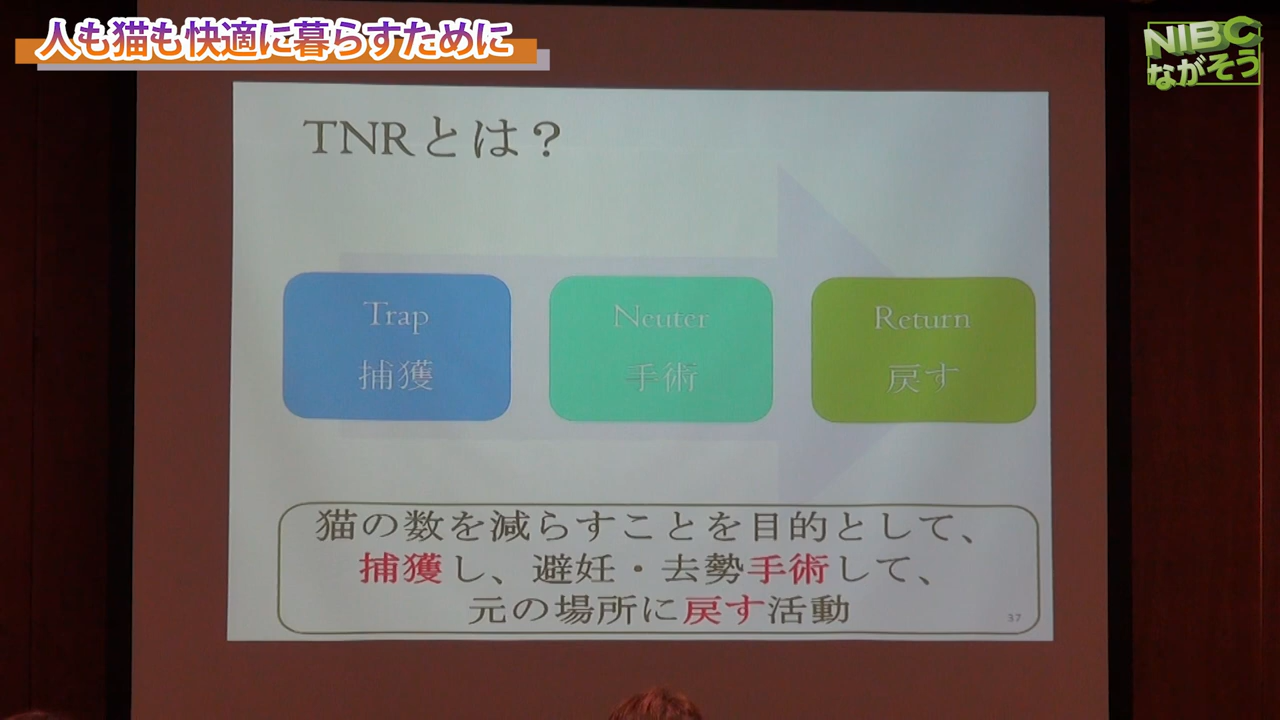 人も猫も快適に暮らすために
NIBC
ながそう
TNRとは？
Trap
捕獲
Neuter
手術
Return
戻す
猫の数を減らすことを目的として、
捕獲し、避妊・去勢手術して、
元の場所に戻す活動
37